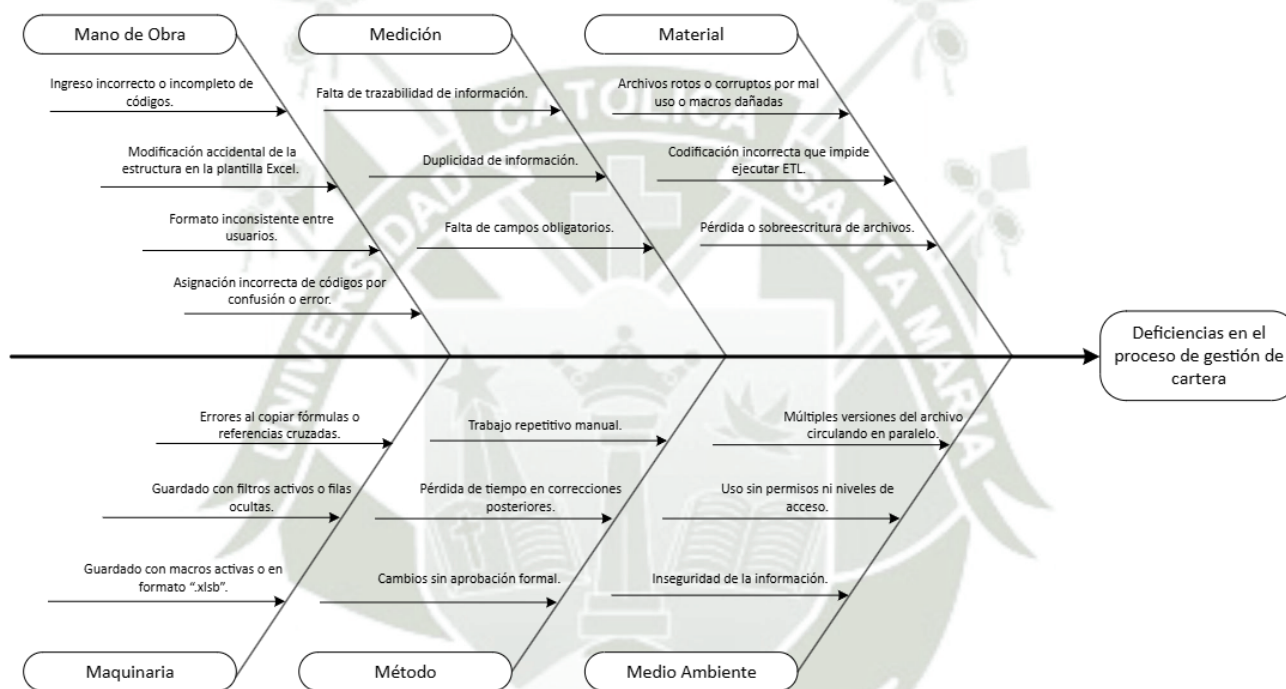 Mano de Obra
Medición
Material
Ingreso incorrecto o incompleto de
códigos.
Modificación accidental de la
estructura en la plantilla Excel.
Formato inconsistente entre
usuarios.
Asignación incorrecta de códigos por
confusión o error.
Falta de trazabilidad de información.
Duplicidad de información.
Falta de campos obligatorios.
Archivos rotos o corruptos por mal
uso o macros dañadas
Codificación incorrecta que impide
ejecutar ETL.
Pérdida o sobreescritura de archivos.
Deficiencias en el
proceso de gestión de
cartera
Errores al copiar fórmulas o
referencias cruzadas.
Guardado con filtros activos o filas
ocultas.
Guardado con macros activas o en
formato “.xlsb”.
Trabajo repetitivo manual.
Pérdida de tiempo en correcciones
posteriores.
Cambios sin aprobación formal.
Múltiples versiones del archivo
circulando en paralelo.
Uso sin permisos ni niveles de
acceso.
Inseguridad de la información.
Maquinaria
Método
Medio Ambiente
UNIVERSIDAD CATOLICA SANTA MARIA